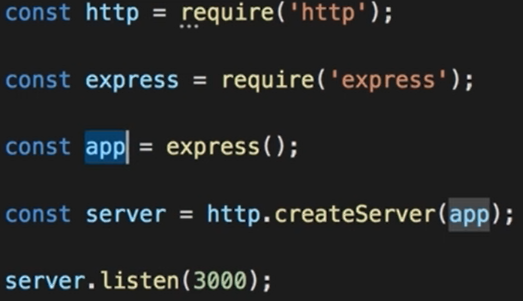 const http = require('http');
const express = require('express');
const app = express();
const server = http.createServer(app);
server.listen(3000);